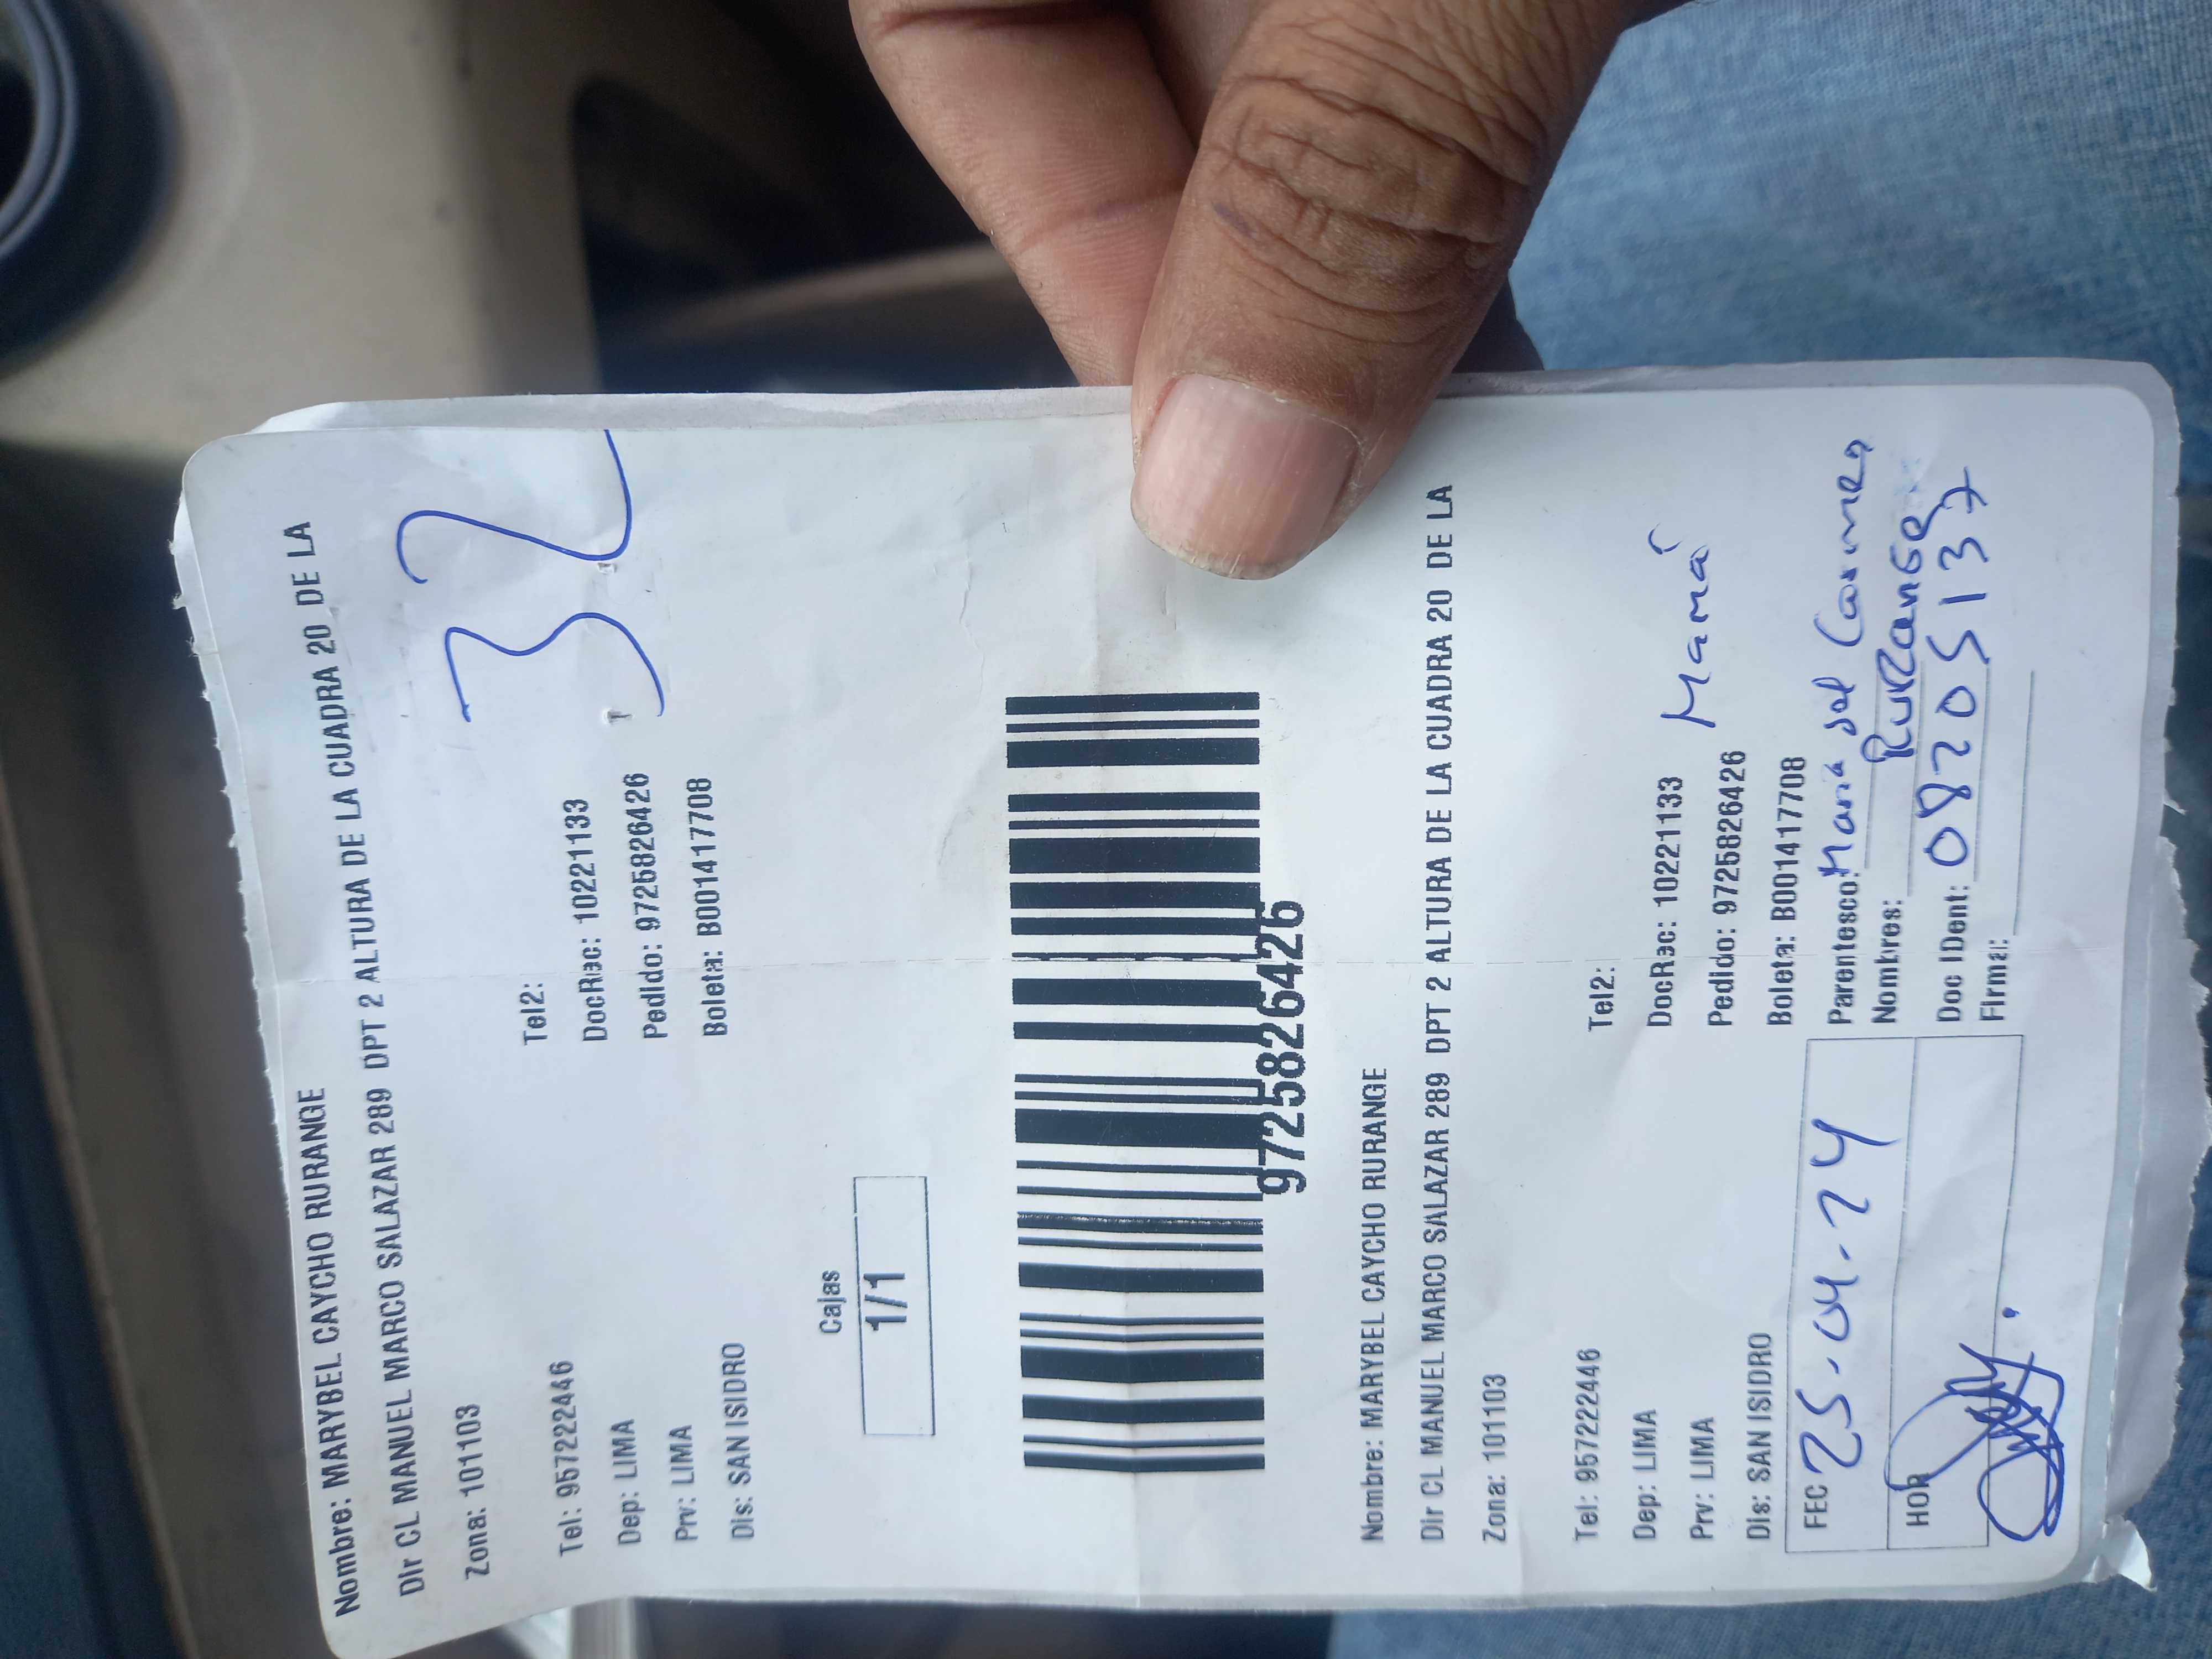 Nombre: MARYBEL CAYCHO RURANGE
Dir CL MANUEL MARCO SALAZAR 289 DPT 2 ALTURA DE LA CUADRA 20 DE LA
Zona: 101103
32
Tel: 957222446 Tel2:
Dep: LIMA DocRec: 10221133
Prv: LIMA Pedido: 9725826426
Dis: SAN ISIDRO Boleta: B001417708
Cajas
1/1
9725826426
Nombre: MARYBEL CAYCHO RURANGE
Dir CL MANUEL MARCO SALAZAR 289 DPT 2 ALTURA DE LA CUADRA 20 DE LA
Zona: 101103
Tel: 957222446 Tel2:
Dep: LIMA DocRec: 10221133 Mamá
Prv: LIMA Pedido: 9725826426
Dis: SAN ISIDRO Boleta: B001417708
FEC 25-04-24 Parentesco: María del Carmen
Nombres: Rurange
HOR Doc IDent: 08205137
Firma: